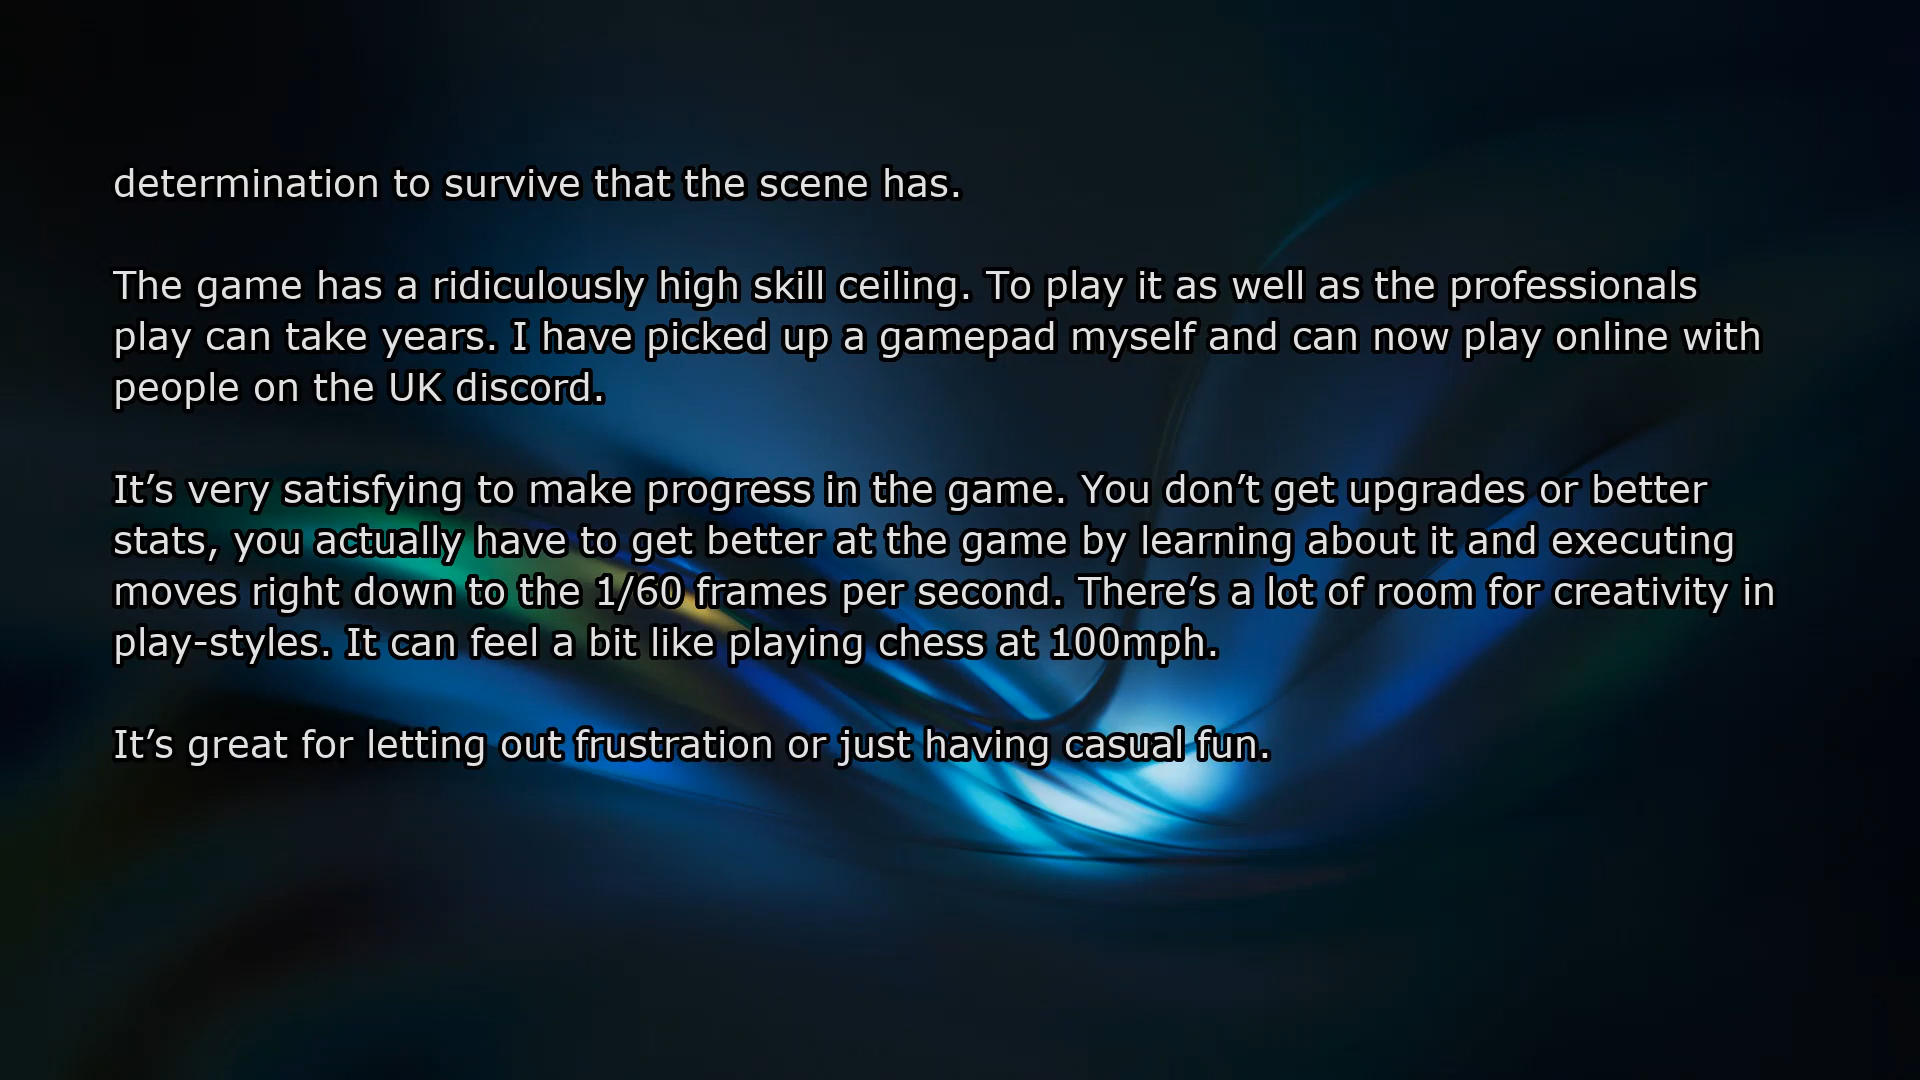 determination to survive that the scene has.
The game has a ridiculously high skill ceiling. To play it as well as the professionals
play can take years. I have picked up a gamepad myself and can now play online with
people on the UK discord.
It’s very satisfying to make progress in the game. You don’t get upgrades or better
stats, you actually have to get better at the game by learning about it and executing
moves right down to the 1/60 frames per second. There’s a lot of room for creativity in
play-styles. It can feel a bit like playing chess at 100mph.
It’s great for letting out frustration or just having casual fun.